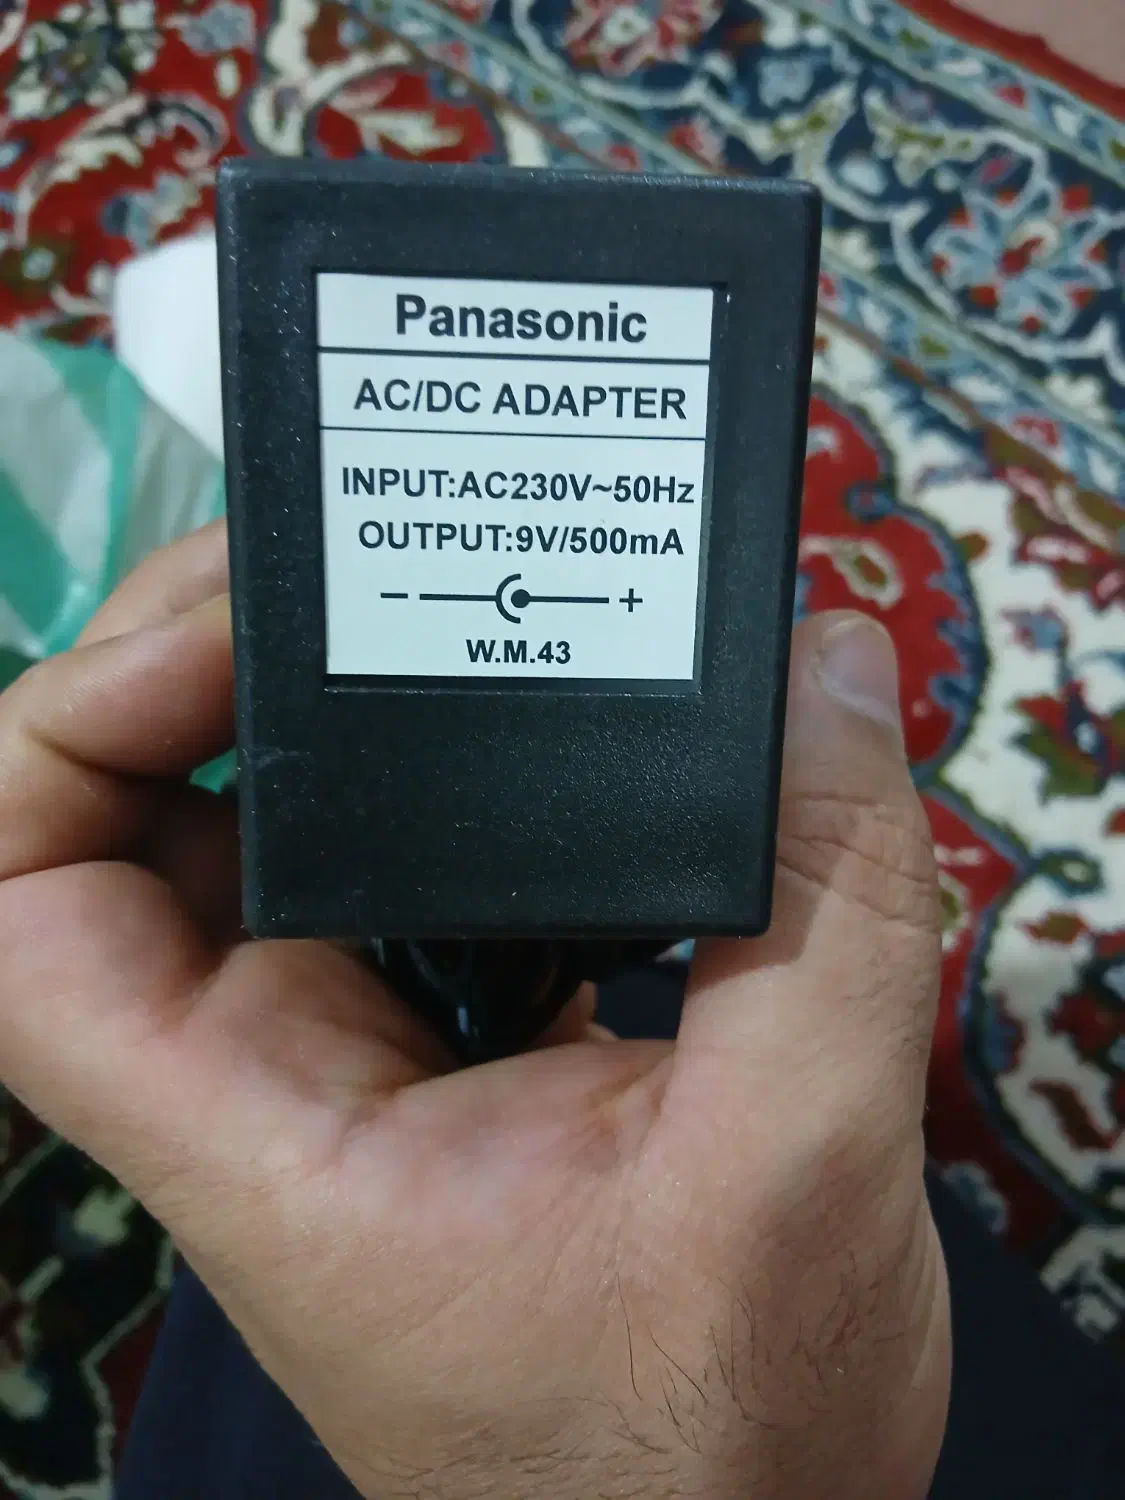 Panasonic
AC/DC ADAPTER
INPUT:AC230V~50Hz
OUTPUT:9V/500mA
− +
W.M.43